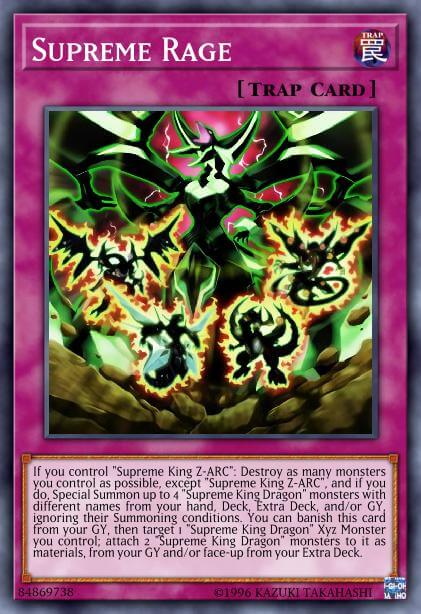 Supreme Rage
TRAP
罠
[ Trap Card ]
If you control "Supreme King Z-ARC": Destroy as many monsters
you control as possible, except "Supreme King Z-ARC", and if you
do, Special Summon up to 4 "Supreme King Dragon" monsters with
different names from your hand, Deck, Extra Deck, and/or GY,
ignoring their Summoning conditions. You can banish this card
from your GY, then target 1 "Supreme King Dragon" Xyz Monster
you control; attach 2 "Supreme King Dragon" monsters to it as
materials, from your GY and/or face-up from your Extra Deck.
84869738
©1996 KAZUKI TAKAHASHI